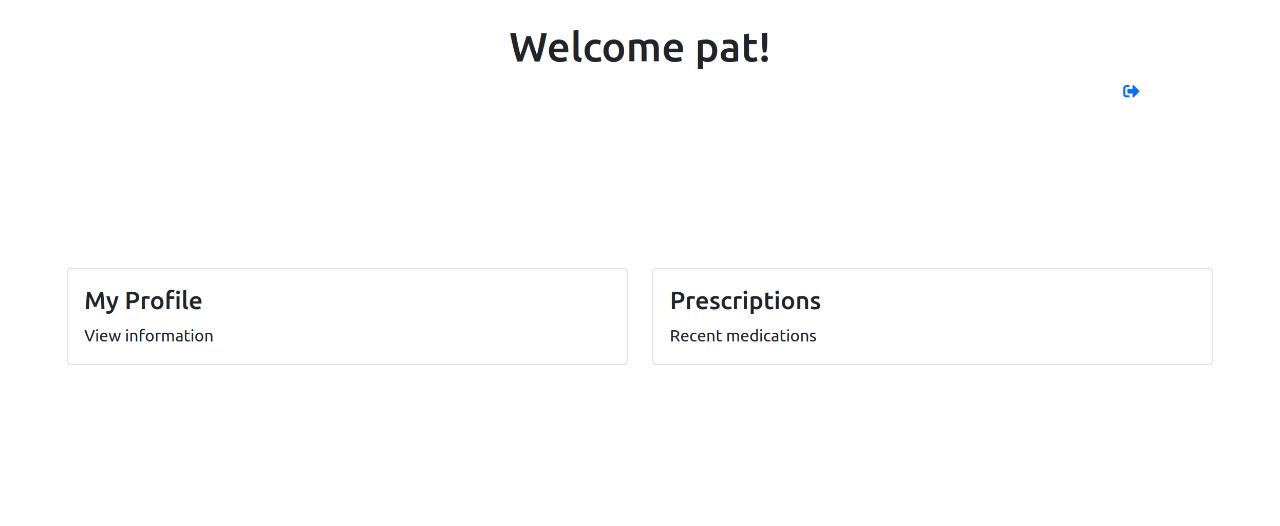 Welcome pat!
My Profile
View information
Prescriptions
Recent medications